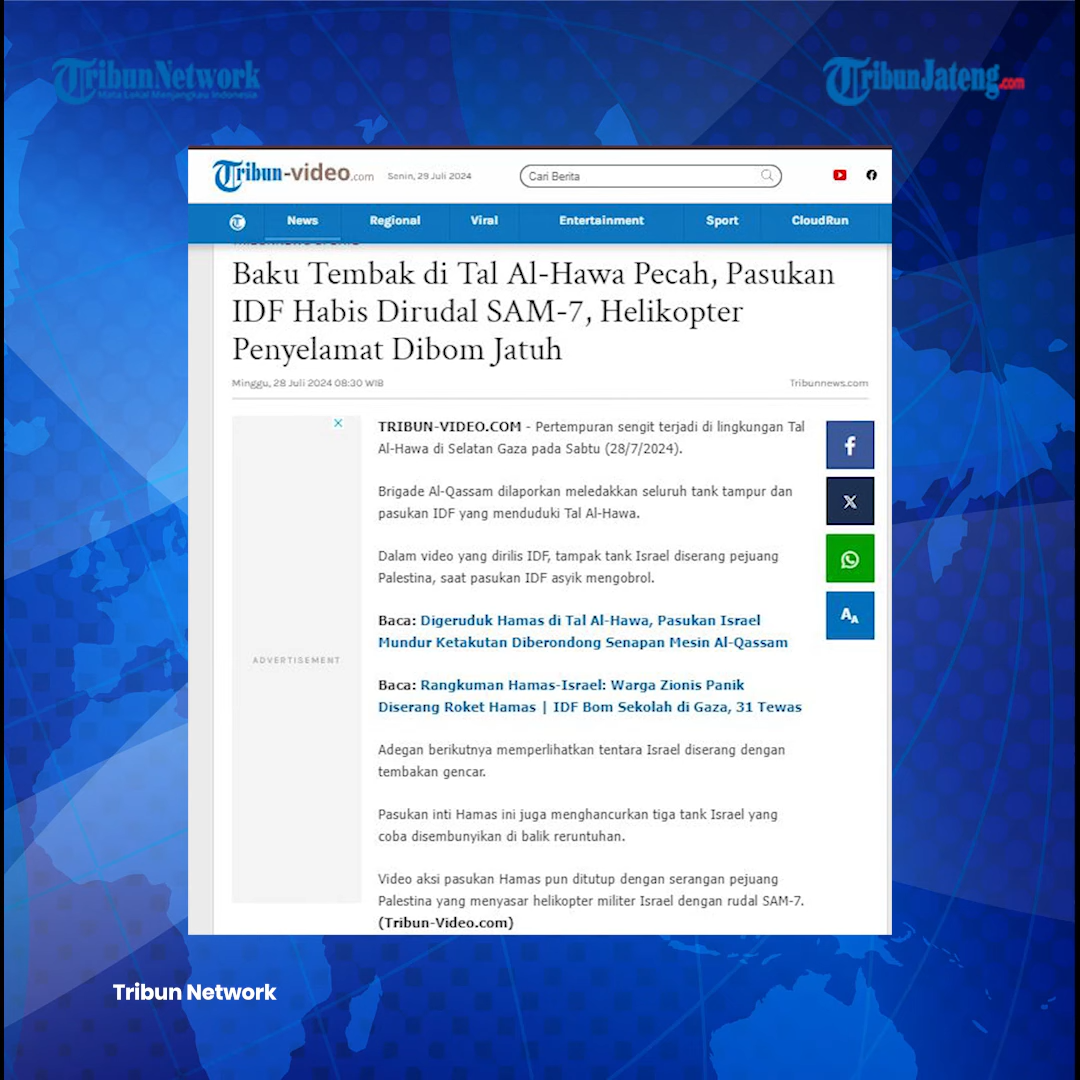 TribunNetwork
Mata Lokal Menjangkau Indonesia
TribunJateng.com
Tribun-video.com
Senin, 29 Juli 2024
Cari Berita
News
Regional
Viral
Entertainment
Sport
CloudRun
Baku Tembak di Tal Al-Hawa Pecah, Pasukan
IDF Habis Dirudal SAM-7, Helikopter
Penyelamat Dibom Jatuh
Minggu, 28 Juli 2024 08:30 WIB
Tribunnews.com
ADVERTISEMENT
TRIBUN-VIDEO.COM - Pertempuran sengit terjadi di lingkungan Tal
Al-Hawa di Selatan Gaza pada Sabtu (28/7/2024).
Brigade Al-Qassam dilaporkan meledakkan seluruh tank tampur dan
pasukan IDF yang menduduki Tal Al-Hawa.
Dalam video yang dirilis IDF, tampak tank Israel diserang pejuang
Palestina, saat pasukan IDF asyik mengobrol.
Baca: Digeruduk Hamas di Tal Al-Hawa, Pasukan Israel
Mundur Ketakutan Diberondong Senapan Mesin Al-Qassam
Baca: Rangkuman Hamas-Israel: Warga Zionis Panik
Diserang Roket Hamas | IDF Bom Sekolah di Gaza, 31 Tewas
Adegan berikutnya memperlihatkan tentara Israel diserang dengan
tembakan gencar.
Pasukan inti Hamas ini juga menghancurkan tiga tank Israel yang
coba disembunyikan di balik reruntuhan.
Video aksi pasukan Hamas pun ditutup dengan serangan pejuang
Palestina yang menyasar helikopter militer Israel dengan rudal SAM-7.
(Tribun-Video.com)
Tribun Network